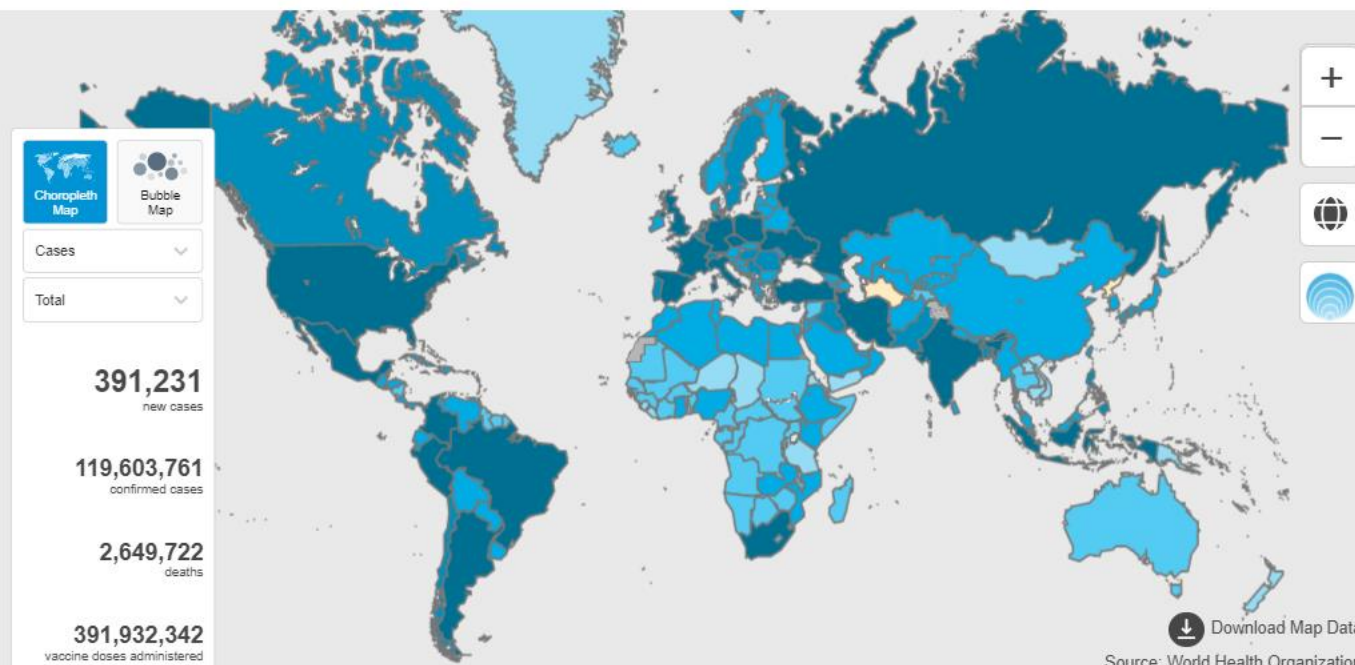 Choropleth
Map
Bubble
Map
Cases
Total
391,231
new cases
119,603,761
confirmed cases
2,649,722
deaths
391,932,342
vaccine doses administered
+
−
Download Map Data
Source: World Health Organization